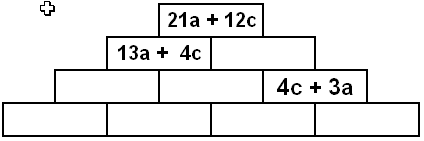 21a + 12c
13a + 4c
4c + 3a